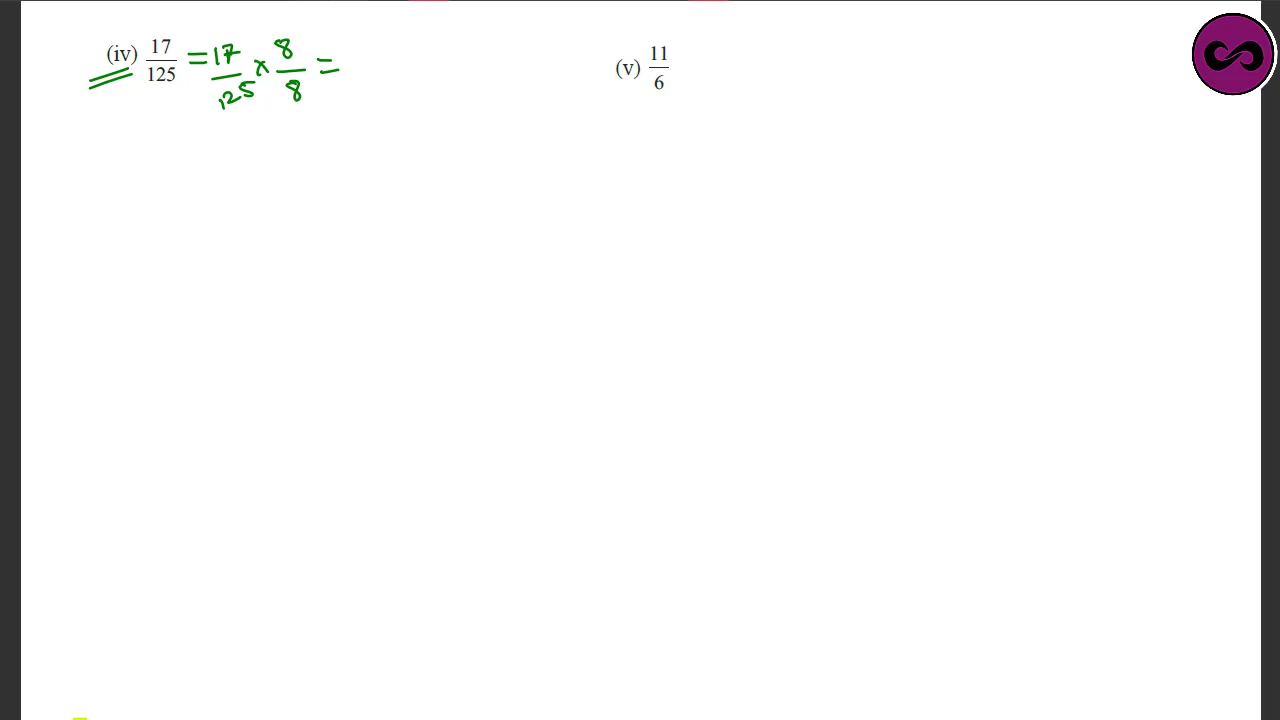 (iv) 17/125 = 17/125 × 8/8 =
(v) 11/6